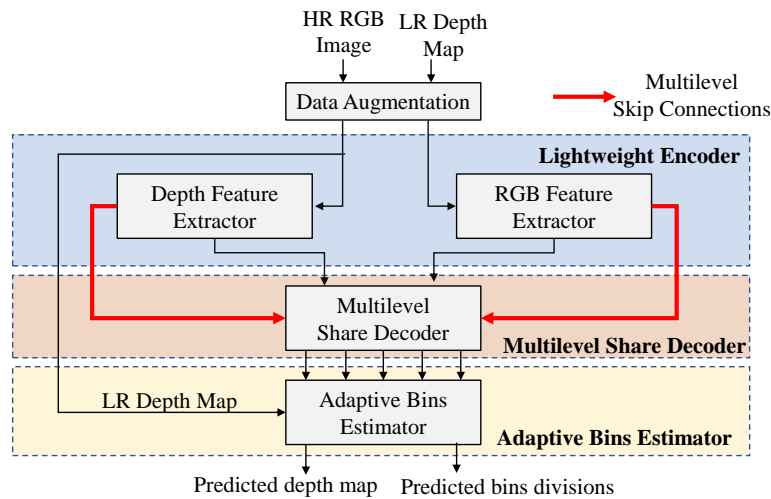 HR RGB
Image
LR Depth
Map
Data Augmentation
Multilevel
Skip Connections
Lightweight Encoder
Depth Feature
Extractor
RGB Feature
Extractor
Multilevel
Share Decoder
Multilevel Share Decoder
LR Depth Map
Adaptive Bins
Estimator
Adaptive Bins Estimator
Predicted depth map
Predicted bins divisions